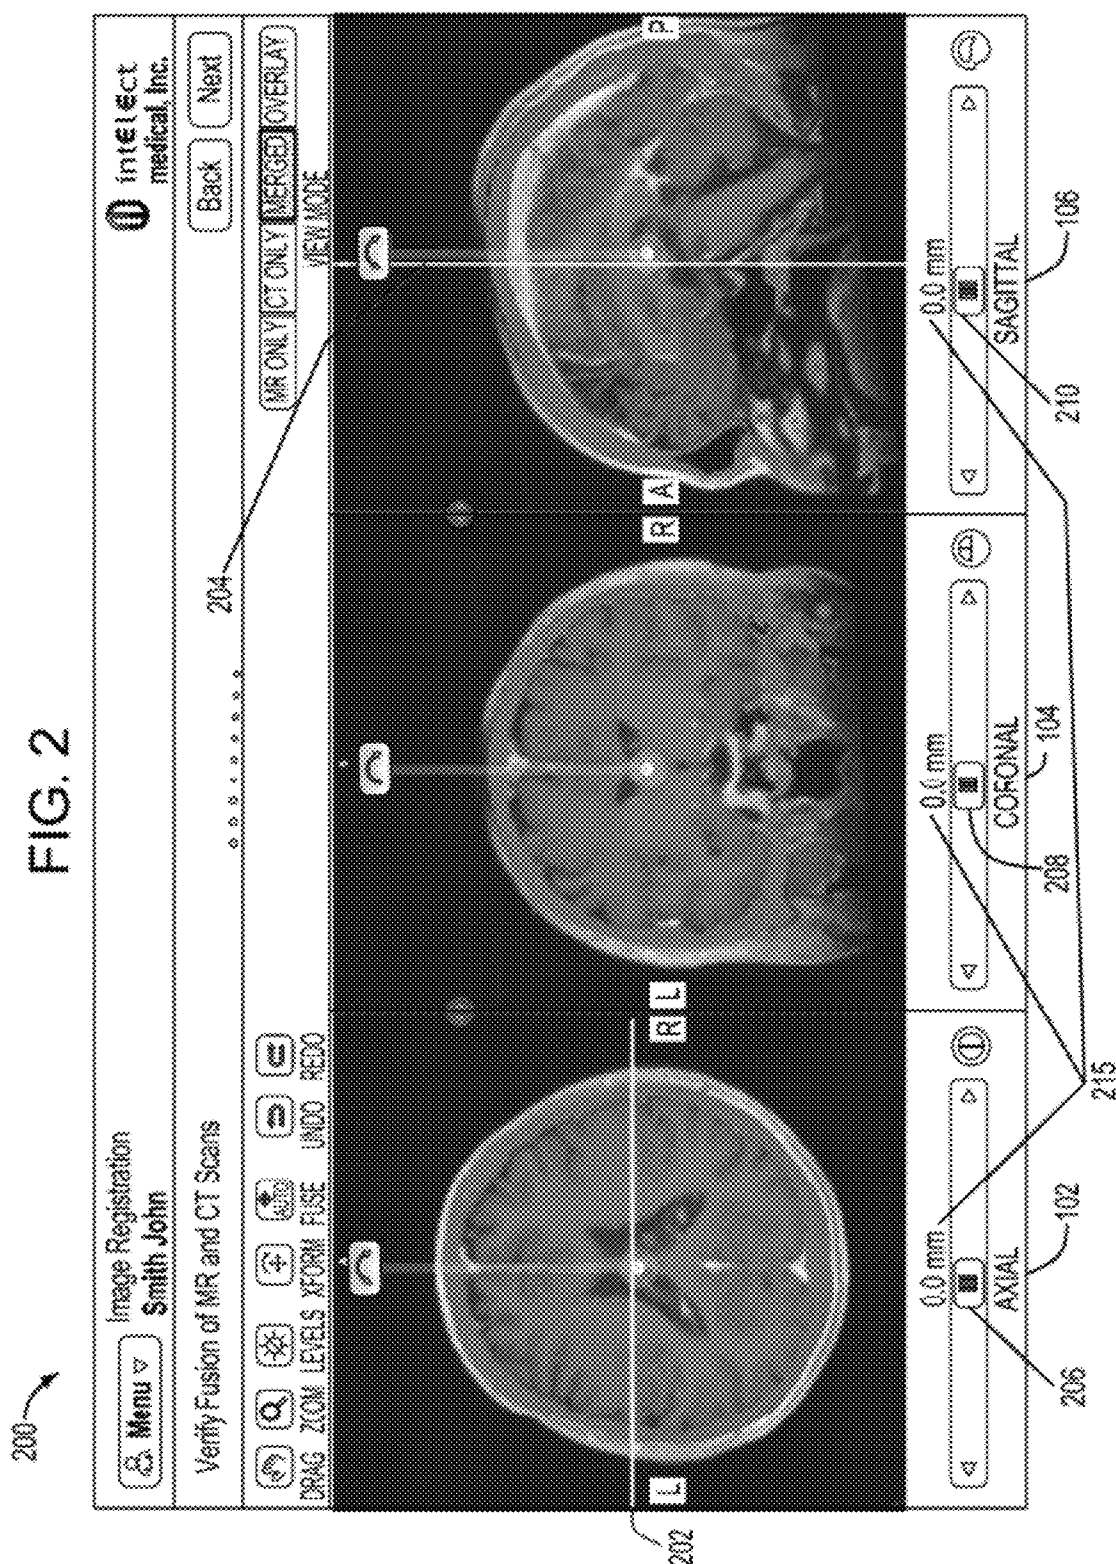 FIG. 2
200
Menu
Image Registration
Smith John
intelect
medical, Inc.
Verify Fusion of MR and CT Scans
Back
Next
204
DRAG
ZOOM
LEVELS
XFORM
AUTO
FUSE
UNDO
REDO
MR ONLY
CT ONLY
MERGED
OVERLAY
VIEW MODE
L
R
L
R
A
P
202
0.0 mm
0.0 mm
0.0 mm
AXIAL
CORONAL
SAGITTAL
206
102
208
104
210
106
215